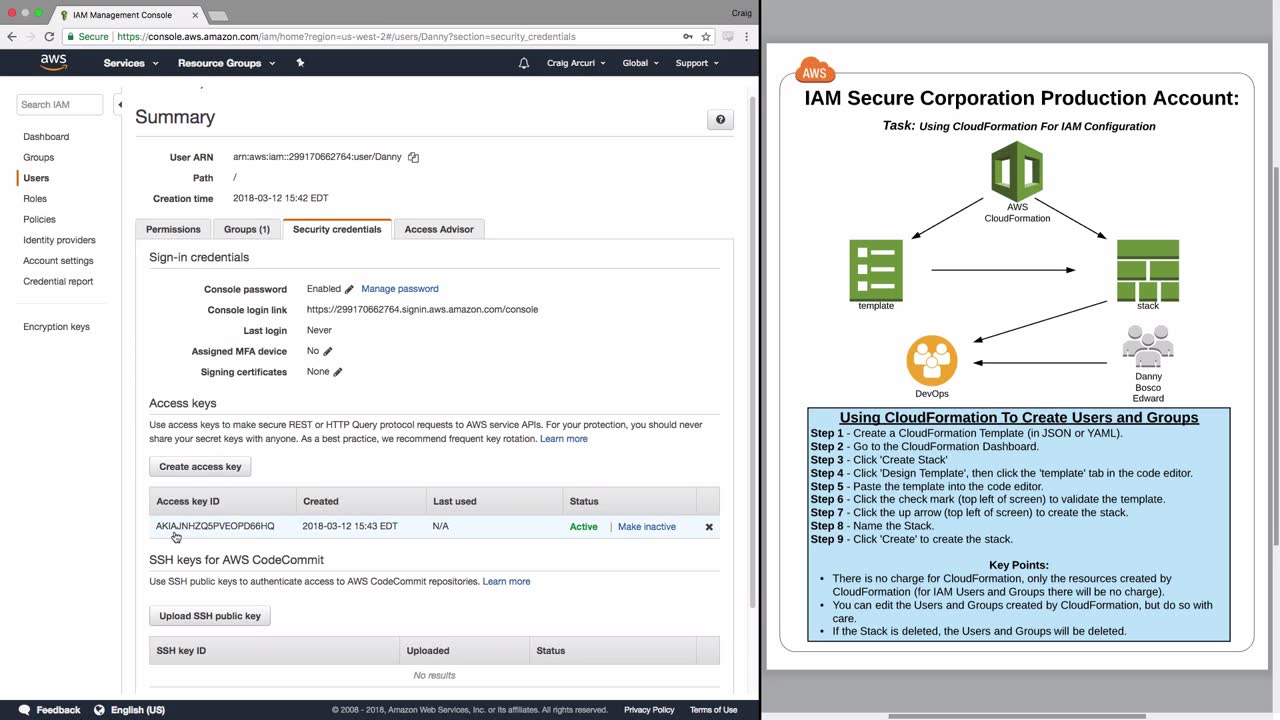 IAM Management Console
Craig
Secure | https://console.aws.amazon.com/iam/home?region=us-west-2#/users/Danny?section=security_credentials
aws
Services
Resource Groups
Craig Arcurl
Global
Support
Search IAM
Dashboard
Groups
Users
Roles
Policies
Identity providers
Account settings
Credential report
Encryption keys
Summary
User ARN arn:aws:iam::299170662764:user/Danny
Path /
Creation time 2018-03-12 15:42 EDT
Permissions Groups (1) Security credentials Access Advisor
Sign-in credentials
Console password Enabled Manage password
Console login link https://299170662764.signin.aws.amazon.com/console
Last login Never
Assigned MFA device No
Signing certificates None
Access keys
Use access keys to make secure REST or HTTP Query protocol requests to AWS service APIs. For your protection, you should never
share your secret keys with anyone. As a best practice, we recommend frequent key rotation. Learn more
Create access key
Access key ID Created Last used Status
AKIAJNHZQ5PVEOPD66HQ 2018-03-12 15:43 EDT N/A Active | Make inactive
SSH keys for AWS CodeCommit
Use SSH public keys to authenticate access to AWS CodeCommit repositories. Learn more
Upload SSH public key
SSH key ID Uploaded Status
No results
Feedback English (US) © 2008 - 2018, Amazon Web Services, Inc. or its affiliates. All rights reserved. Privacy Policy Terms of Use
AWS
IAM Secure Corporation Production Account:
Task: Using CloudFormation For IAM Configuration
AWS
CloudFormation
template
stack
DevOps
Danny
Bosco
Edward
Using CloudFormation To Create Users and Groups
Step 1 - Create a CloudFormation Template (in JSON or YAML).
Step 2 - Go to the CloudFormation Dashboard.
Step 3 - Click 'Create Stack'
Step 4 - Click 'Design Template', then click the 'template' tab in the code editor.
Step 5 - Paste the template into the code editor.
Step 6 - Click the check mark (top left of screen) to validate the template.
Step 7 - Click the up arrow (top left of screen) to create the stack.
Step 8 - Name the Stack.
Step 9 - Click 'Create' to create the stack.
Key Points:
• There is no charge for CloudFormation, only the resources created by
CloudFormation (for IAM Users and Groups there will be no charge).
• You can edit the Users and Groups created by CloudFormation, but do so with
care.
• If the Stack is deleted, the Users and Groups will be deleted.